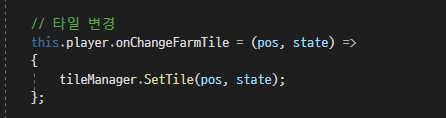 // 타일 변경
this.player.onChangeFarmTile = (pos, state) =>
{
    tileManager.SetTile(pos, state);
};